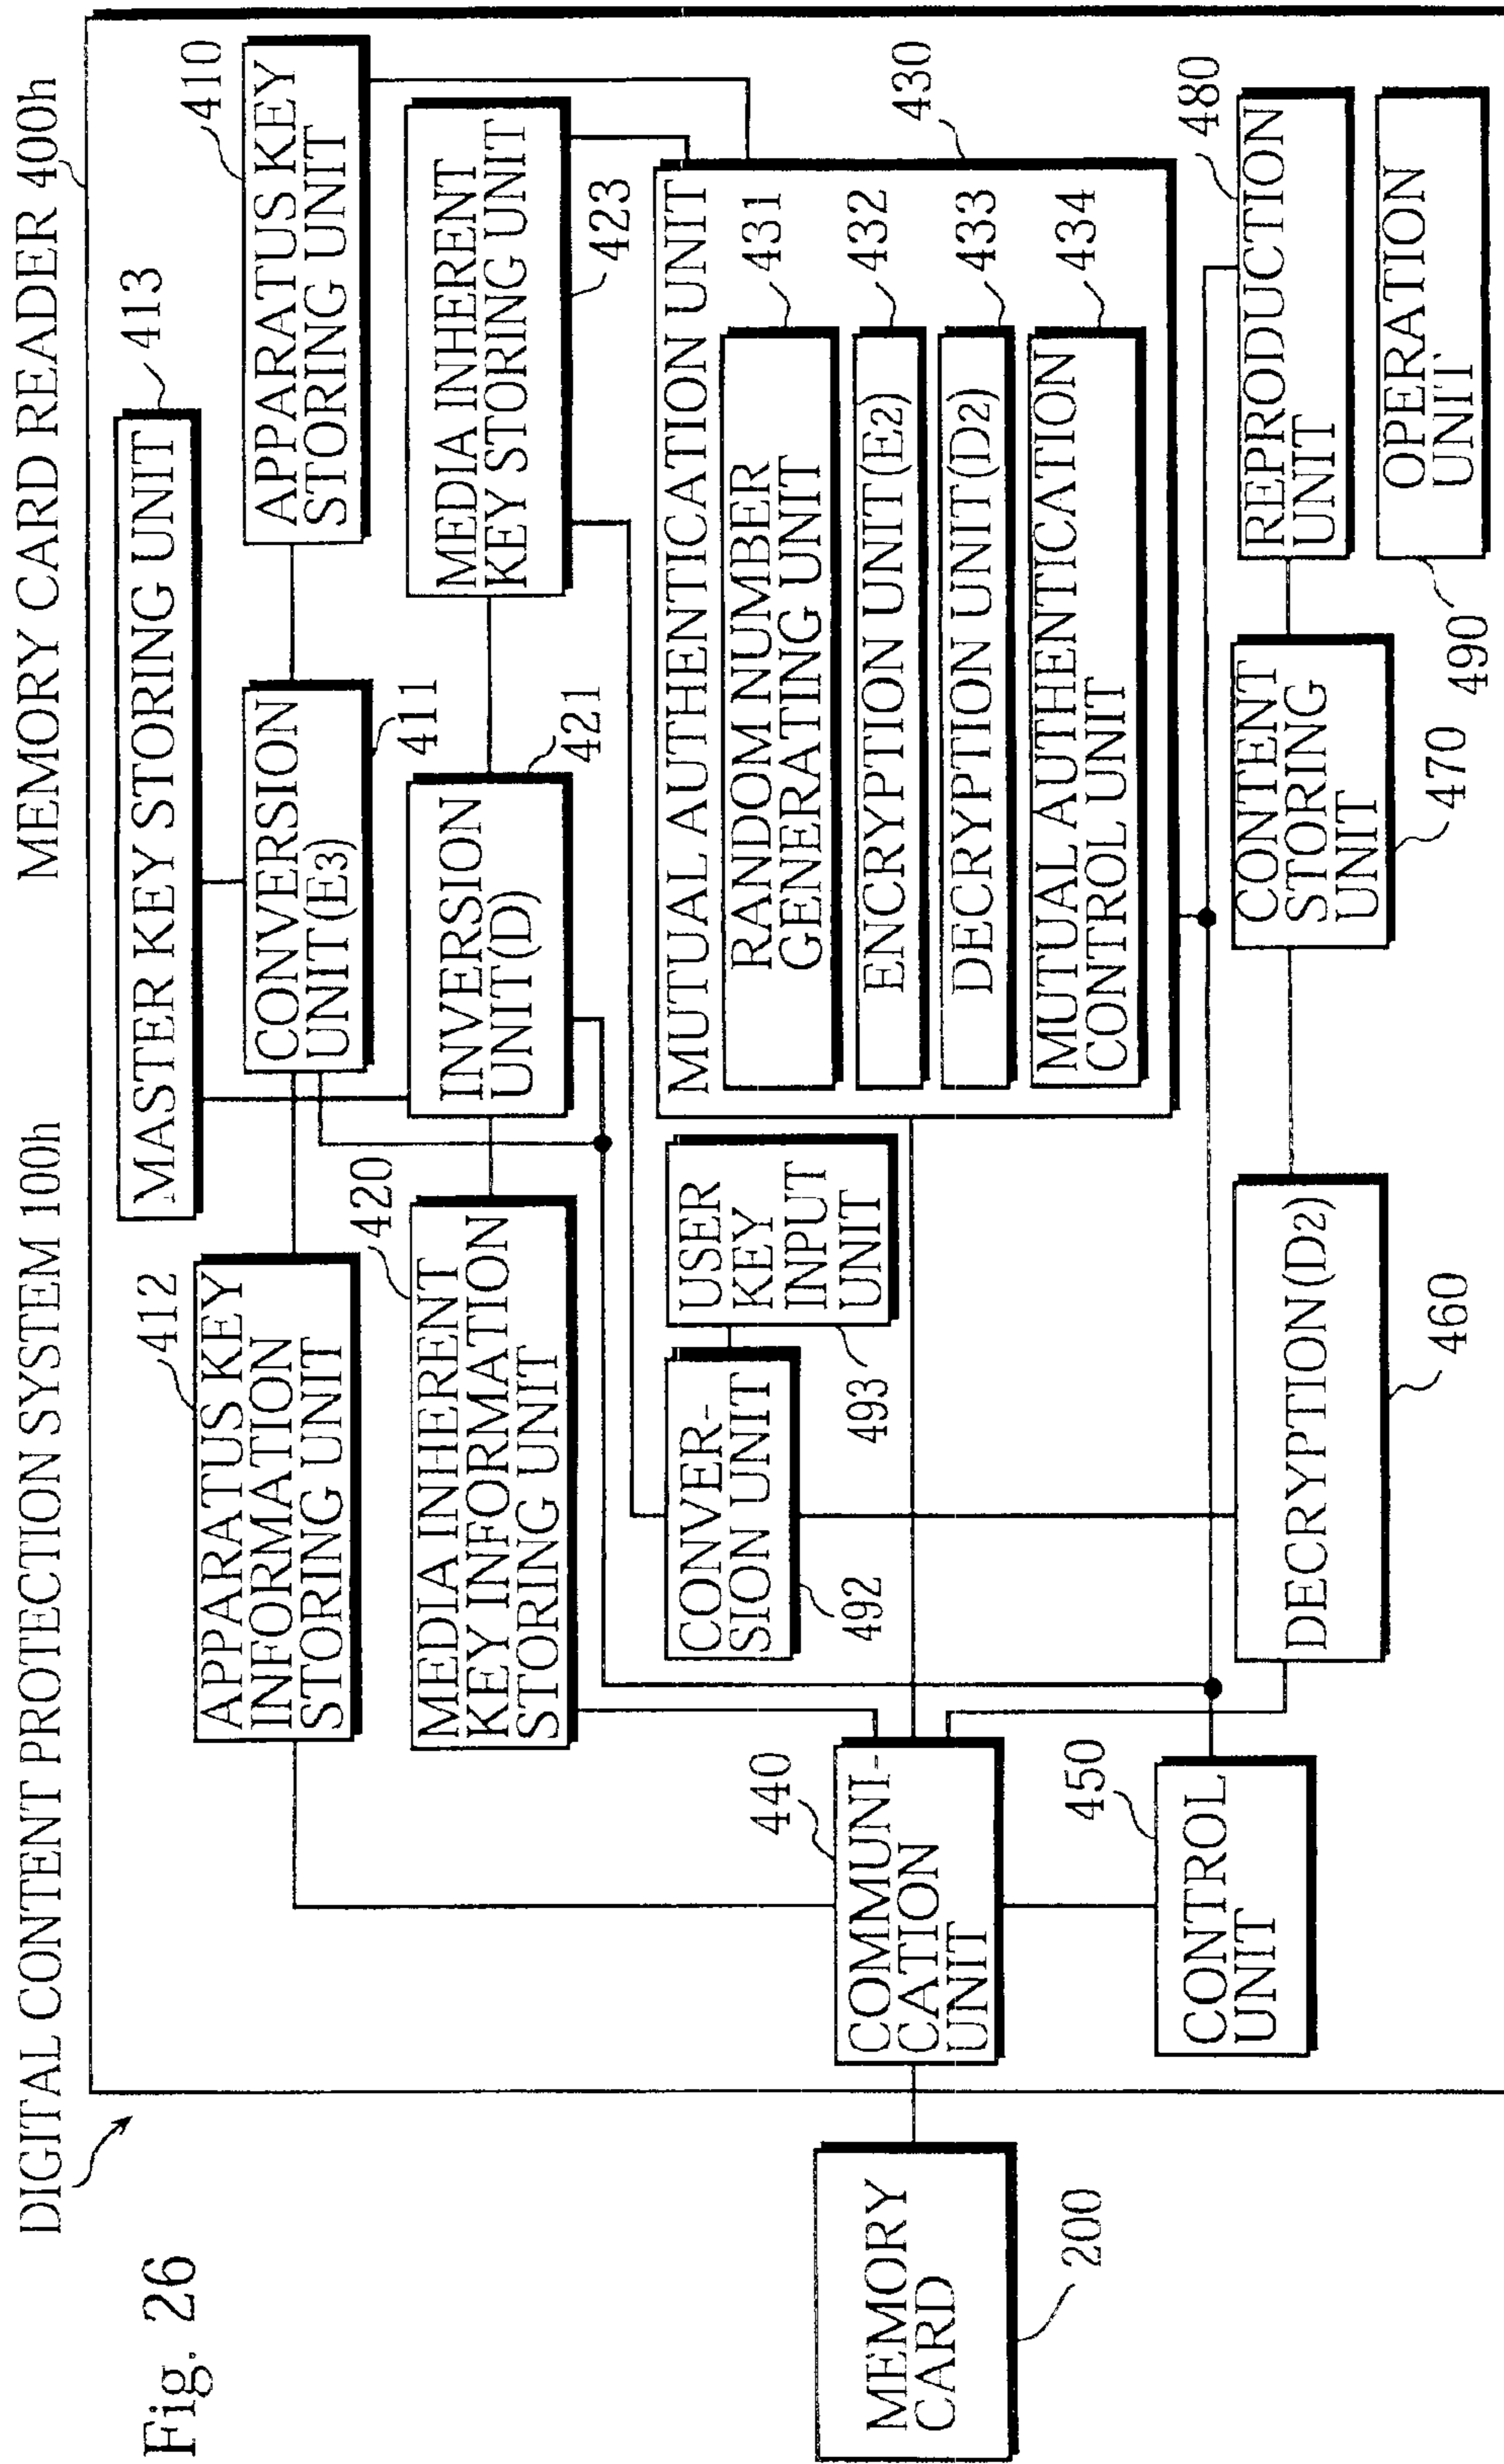 Fig. 26
DIGITAL CONTENT PROTECTION SYSTEM 100h
MEMORY CARD READER 400h
MASTER KEY STORING UNIT
413
412
APPARATUS KEY
INFORMATION
STORING UNIT
CONVERSION
UNIT(E3)
411
APPARATUS KEY
STORING UNIT
410
420
MEDIA INHERENT
KEY INFORMATION
STORING UNIT
INVERSION
UNIT(D)
421
MEDIA INHERENT
KEY STORING UNIT
423
CONVER-
SION UNIT
492
USER
KEY
INPUT
UNIT
493
MUTUAL AUTHENTICATION UNIT
430
RANDOM NUMBER
GENERATING UNIT
431
ENCRYPTION UNIT(E2)
432
DECRYPTION UNIT(D2)
433
MUTUAL AUTHENTICATION
CONTROL UNIT
434
MEMORY
CARD
200
440
COMMUNI-
CATION
UNIT
450
CONTROL
UNIT
DECRYPTION(D2)
460
CONTENT
STORING
UNIT
470
REPRODUCTION
UNIT
480
OPERATION
UNIT
490